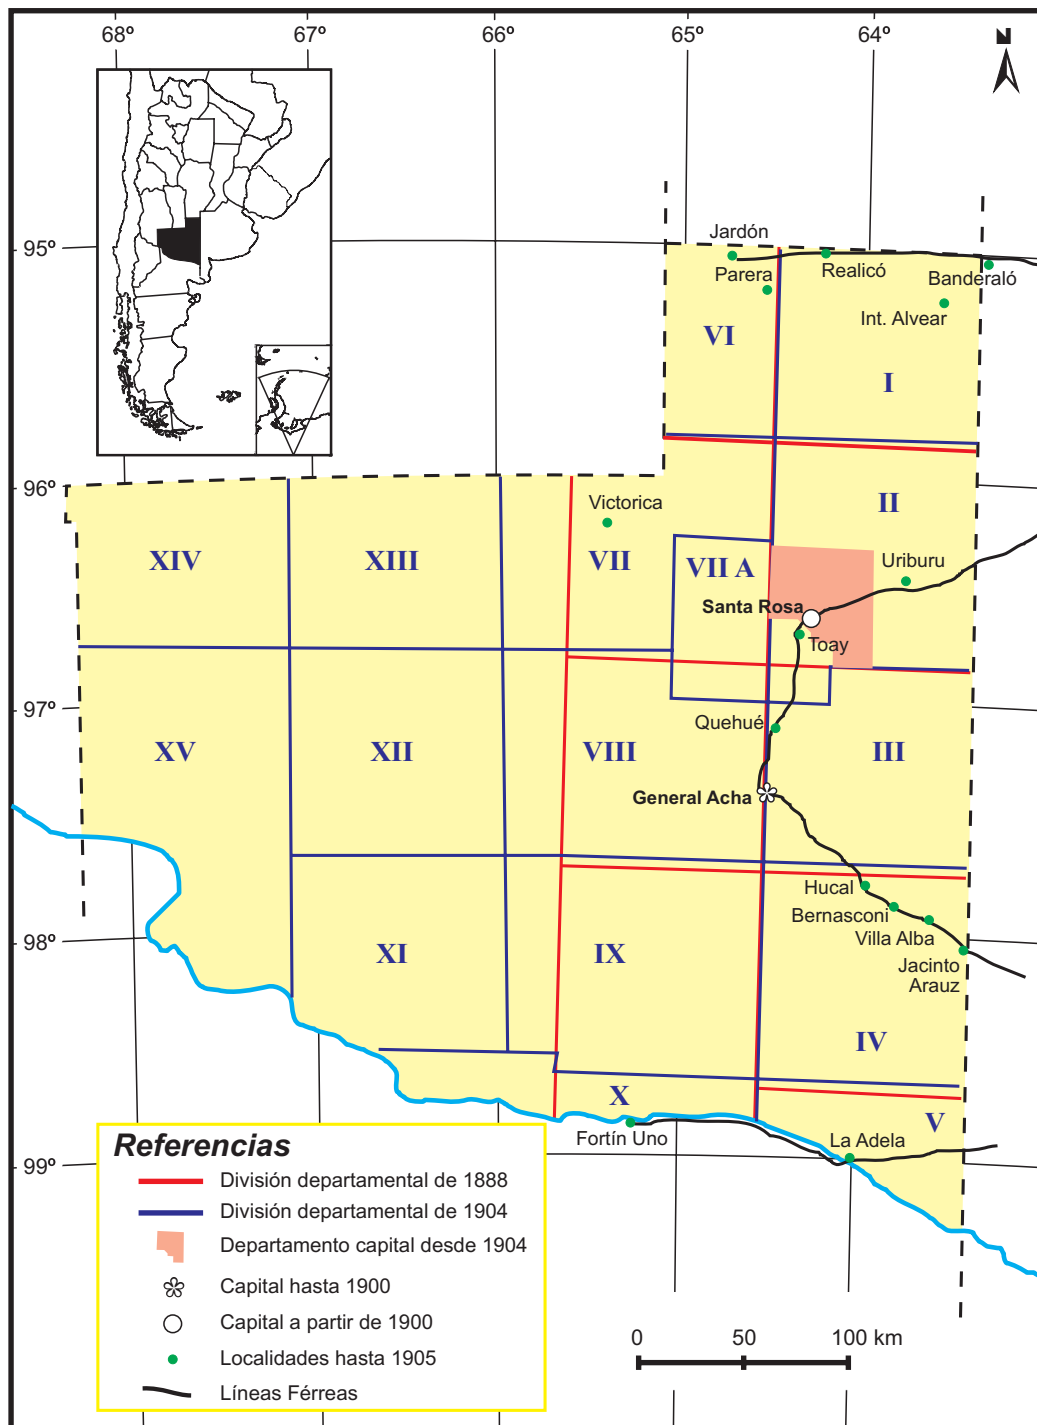 68º
67º
66º
65º
64º
N
95º
Jardón
Parera
Realicó
Banderaló
Int. Alvear
VI
I
96º
Victorica
II
XIV
XIII
VII
VII A
Uriburu
Santa Rosa
Toay
97º
Quehué
XV
XII
VIII
III
General Acha
Hucal
Bernasconi
Villa Alba
98º
XI
IX
Jacinto
Arauz
IV
X
V
Fortín Uno
La Adela
99º
Referencias
División departamental de 1888
División departamental de 1904
Departamento capital desde 1904
Capital hasta 1900
Capital a partir de 1900
Localidades hasta 1905
Líneas Férreas
0 50 100 km